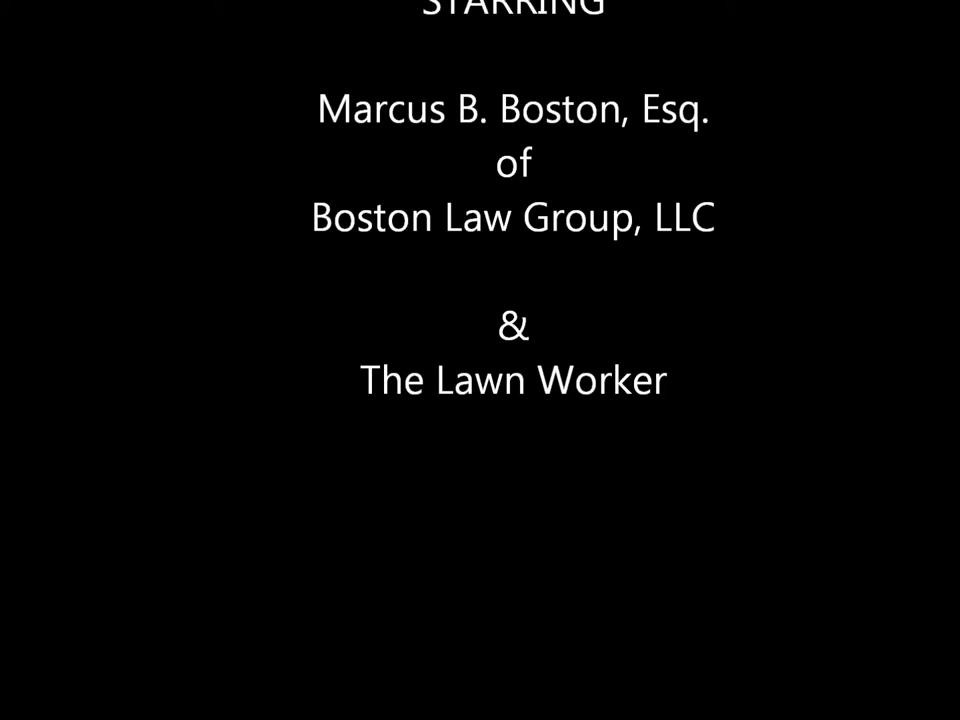 STARRING
Marcus B. Boston, Esq.
of
Boston Law Group, LLC
&
The Lawn Worker